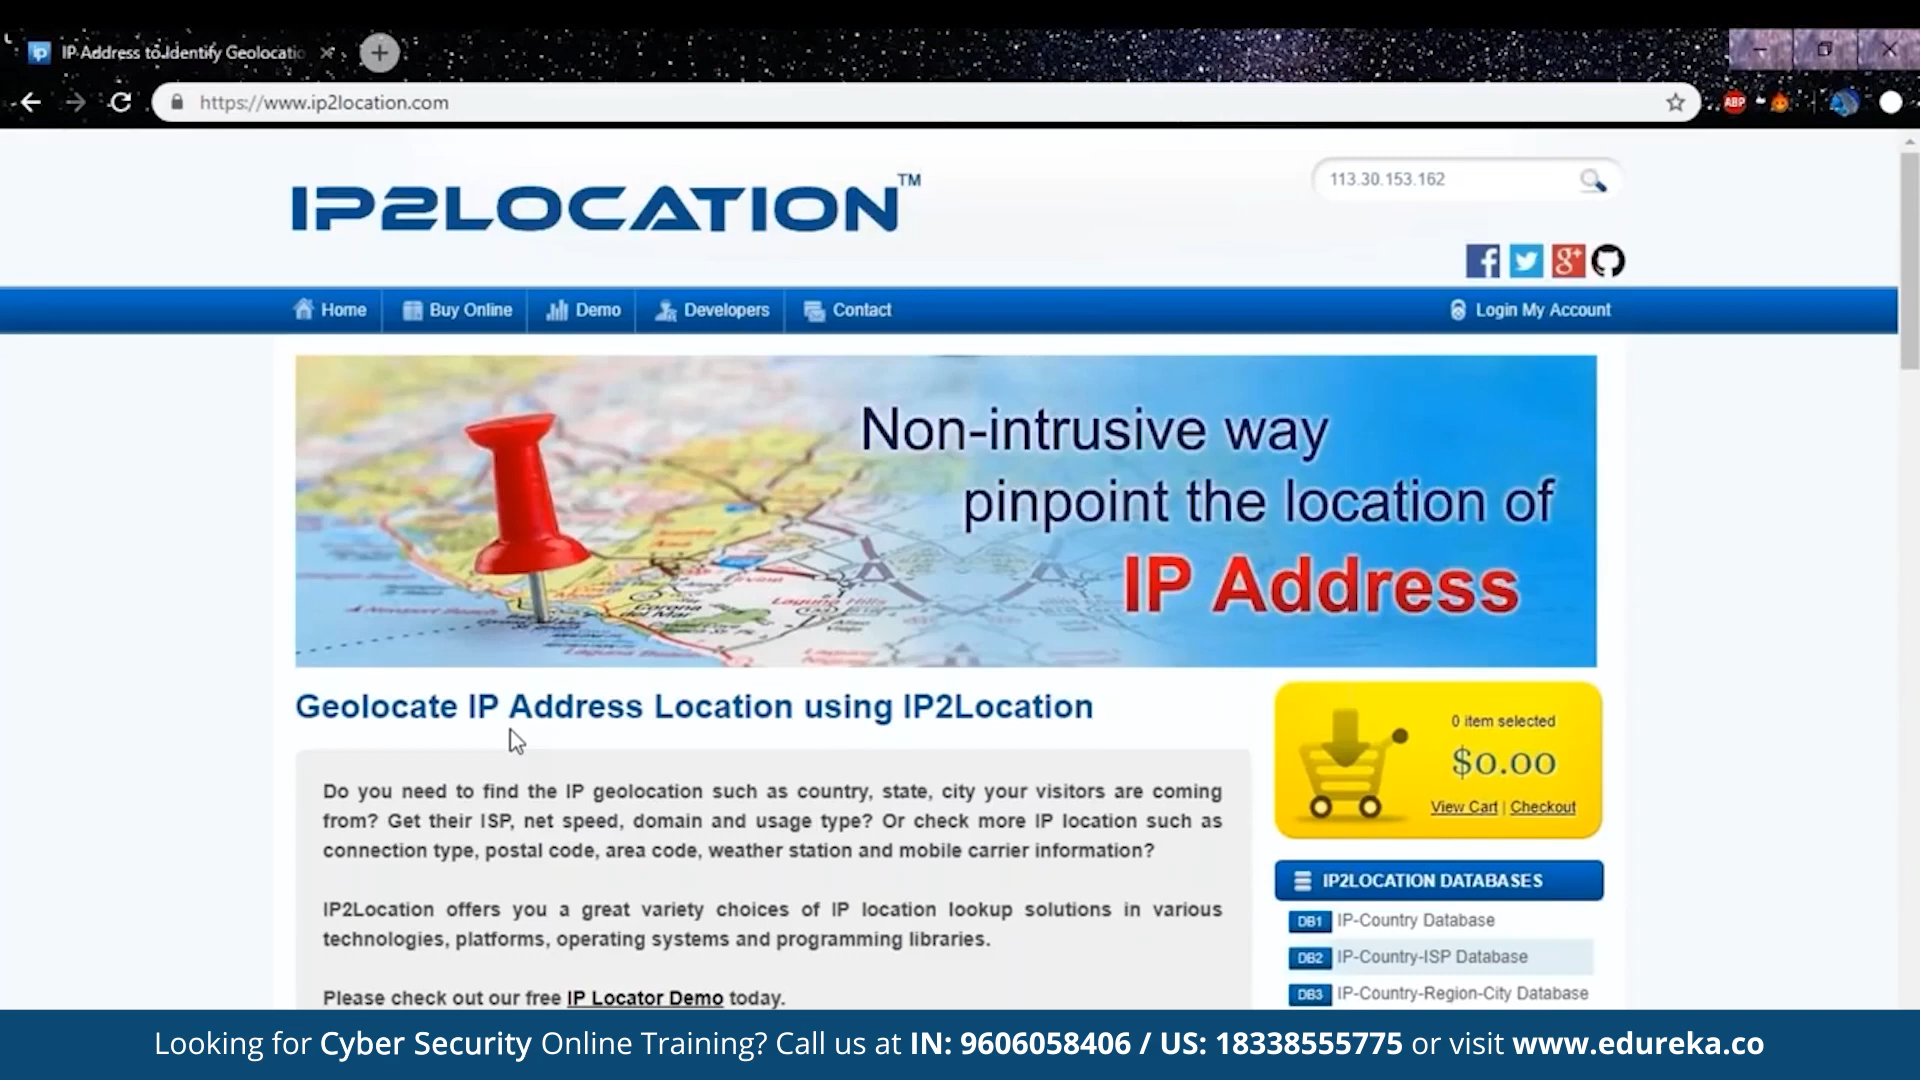 IP Address to Identify Geolocatio
https://www.ip2location.com
ABP
IP2LOCATION™
113.30.153.162
Home
Buy Online
Demo
Developers
Contact
Login My Account
Non-intrusive way
pinpoint the location of
IP Address
Geolocate IP Address Location using IP2Location
0 item selected
$0.00
View Cart | Checkout
Do you need to find the IP geolocation such as country, state, city your visitors are coming
from? Get their ISP, net speed, domain and usage type? Or check more IP location such as
connection type, postal code, area code, weather station and mobile carrier information?
IP2Location offers you a great variety choices of IP location lookup solutions in various
technologies, platforms, operating systems and programming libraries.
Please check out our free IP Locator Demo today.
IP2LOCATION DATABASES
DB1 IP-Country Database
DB2 IP-Country-ISP Database
DB3 IP-Country-Region-City Database
Looking for Cyber Security Online Training? Call us at IN: 9606058406 / US: 18338555775 or visit www.edureka.co